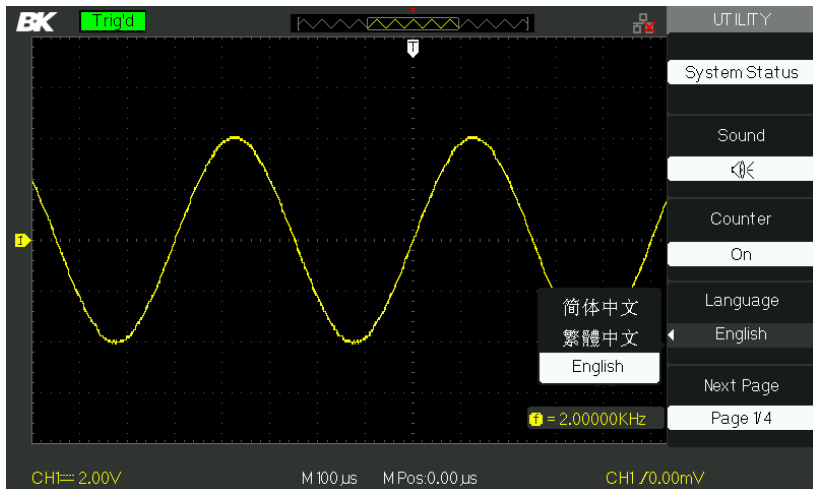 BK Trig'd UTILITY
T
System Status
Sound
Counter
On
简体中文
Language
繁體中文
English
English
Next Page
f = 2.00000KHz
Page 1/4
CH1 2.00V M 100µs M Pos:0.00µs CH1 /0.00mV